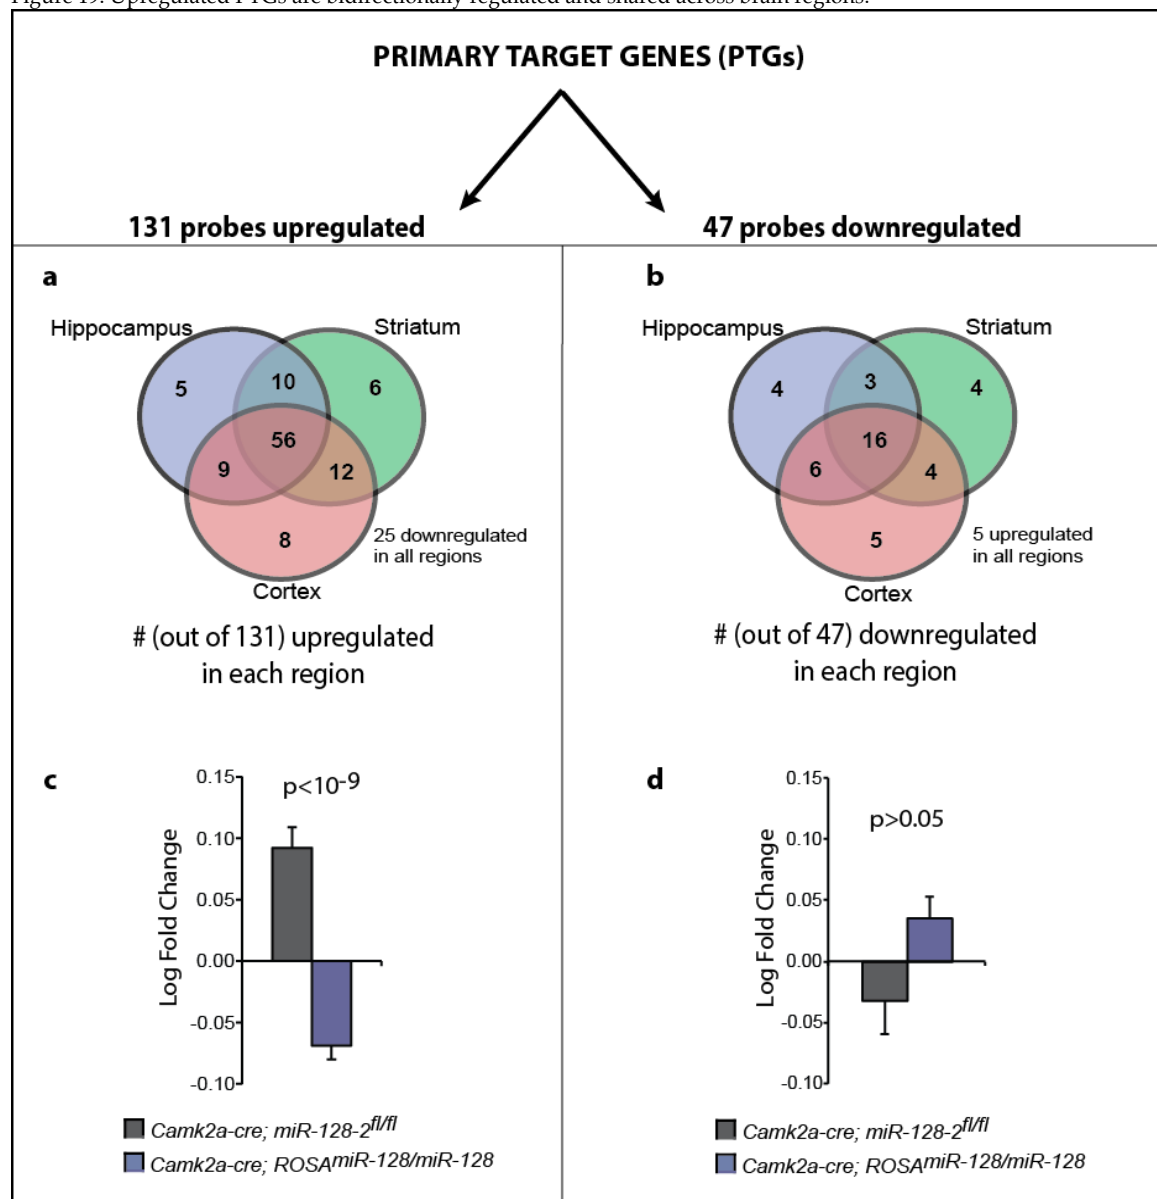 Figure 19. Upregulated PTGs are bidirectionally regulated and shared across brain regions.
PRIMARY TARGET GENES (PTGs)
131 probes upregulated
47 probes downregulated
a
Hippocampus
Striatum
5
10
6
56
9
12
8
25 downregulated
in all regions
Cortex
# (out of 131) upregulated
in each region
b
Hippocampus
Striatum
4
3
4
16
6
4
5
5 upregulated
in all regions
Cortex
# (out of 47) downregulated
in each region
c
p<10-9
Log Fold Change
0.15
0.10
0.05
0.00
-0.05
-0.10
Camk2a-cre; miR-128-2fl/fl
Camk2a-cre; ROSAmiR-128/miR-128
d
p>0.05
Log Fold Change
0.15
0.10
0.05
0.00
-0.05
-0.10
Camk2a-cre; miR-128-2fl/fl
Camk2a-cre; ROSAmiR-128/miR-128